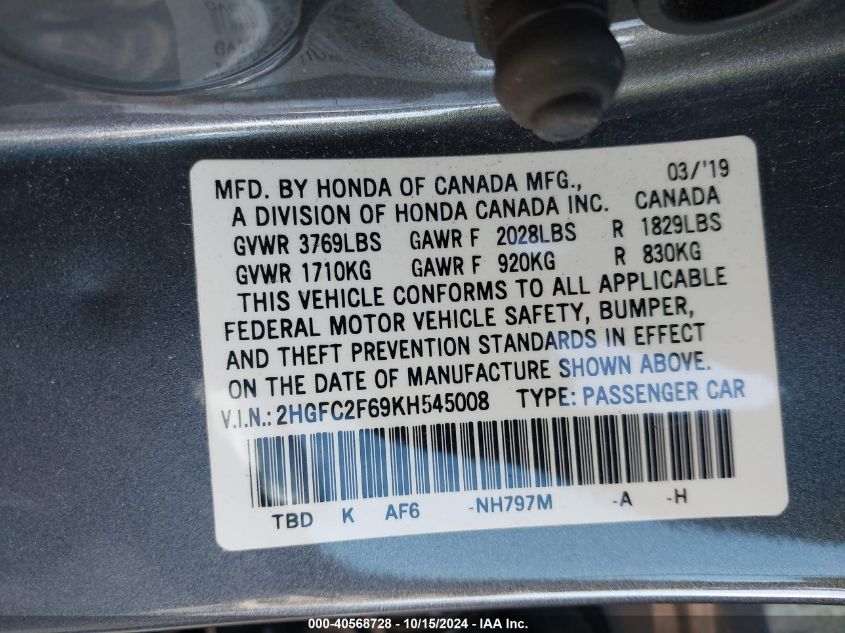 MFD. BY HONDA OF CANADA MFG., 03/'19
A DIVISION OF HONDA CANADA INC. CANADA
GVWR 3769LBS GAWR F 2028LBS R 1829LBS
GVWR 1710KG GAWR F 920KG R 830KG
THIS VEHICLE CONFORMS TO ALL APPLICABLE
FEDERAL MOTOR VEHICLE SAFETY, BUMPER,
AND THEFT PREVENTION STANDARDS IN EFFECT
ON THE DATE OF MANUFACTURE SHOWN ABOVE.
V.I.N.: 2HGFC2F69KH545008 TYPE: PASSENGER CAR
TBD K AF6 -NH797M -A -H
000-40568728 - 10/15/2024 - IAA Inc.